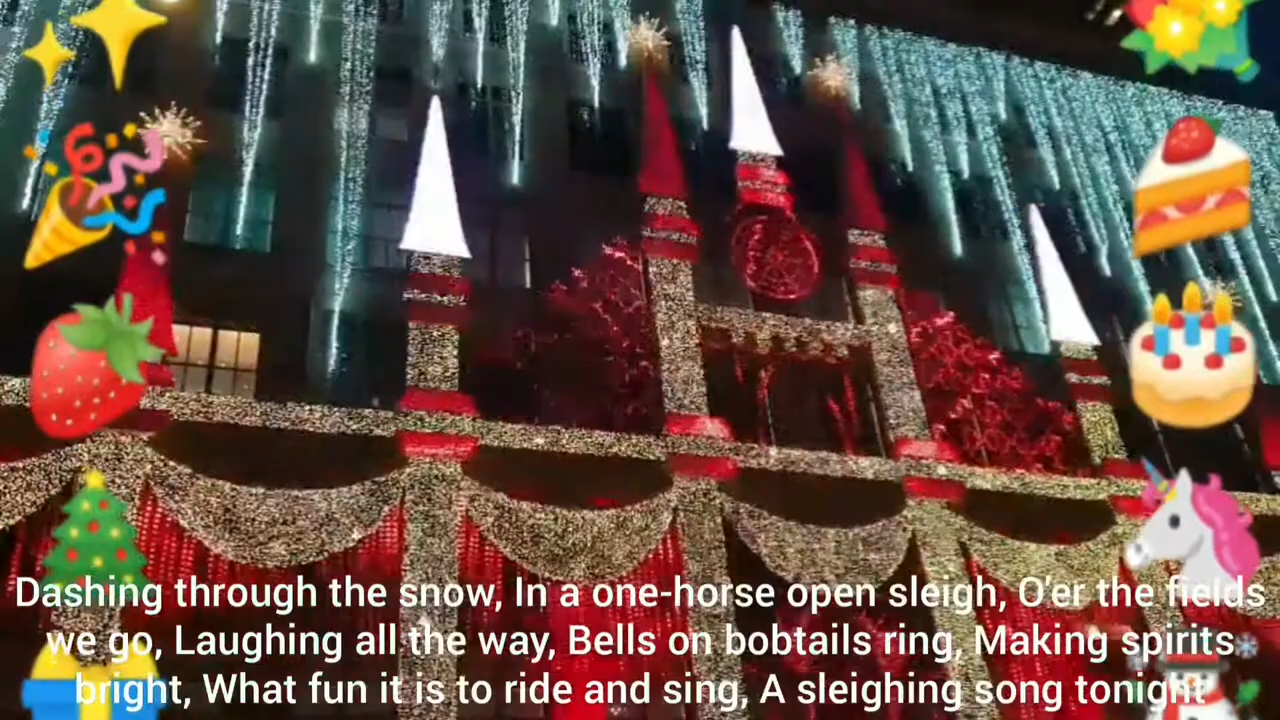 Dashing through the snow, In a one-horse open sleigh, O'er the fields
we go, Laughing all the way, Bells on bobtails ring, Making spirits
bright, What fun it is to ride and sing, A sleighing song tonight